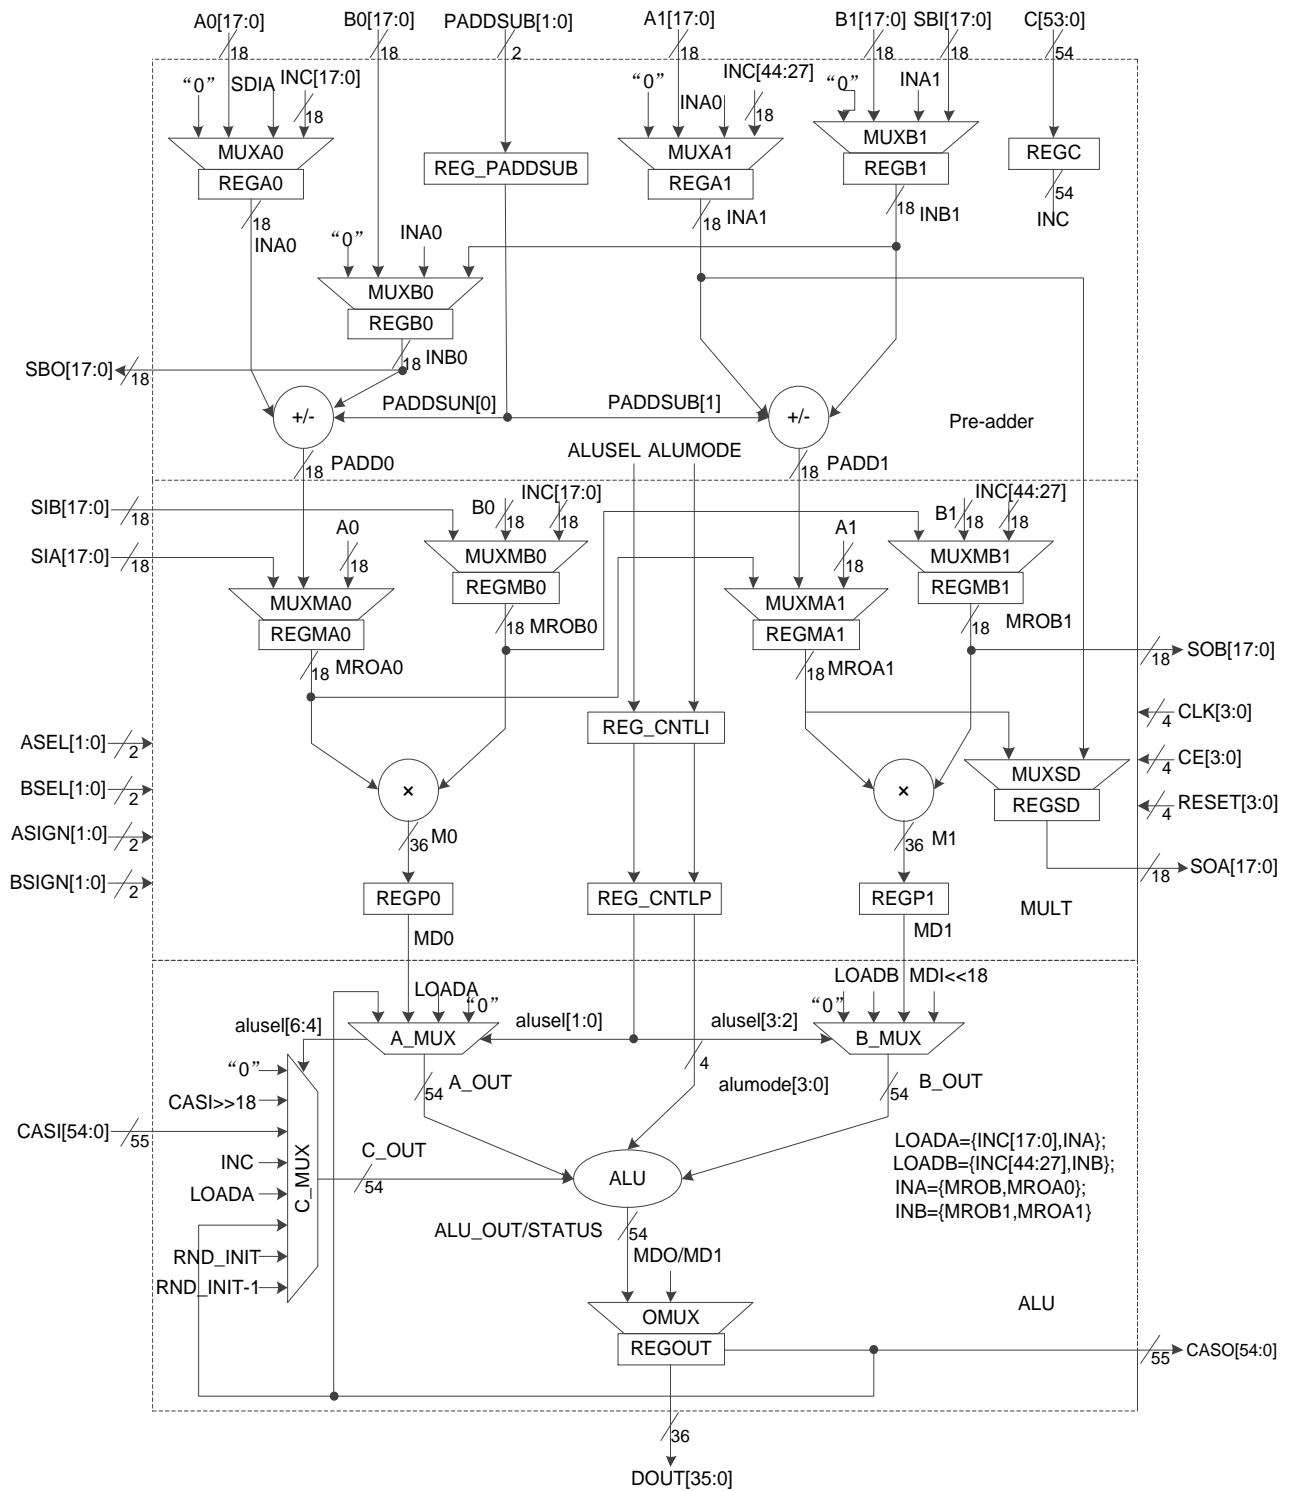 A0[17:0] B0[17:0] PADDSUB[1:0] A1[17:0] B1[17:0] SBI[17:0] C[53:0]
18 18 2 18 18 18 54
“0” SDIA INC[17:0] “0” INA0 INC[44:27] “0” INA1
18 18
MUXA0 MUXA1 MUXB1 REGC
REGA0 REG_PADDSUB REGA1 REGB1
18 INA0 18 INA1 18 INB1 54 INC
“0” INA0
MUXB0
REGB0
18 INB0
SBO[17:0] 18
+/- PADDSUN[0] PADDSUB[1] +/-
Pre-adder
18 PADD0 ALUSEL ALUMODE 18 PADD1
SIB[17:0] 18 B0 18 INC[17:0] 18 B1 18 INC[44:27] 18
SIA[17:0] 18 A0 18 MUXMB0 A1 18 MUXMB1
MUXMA0 REGMB0 MUXMA1 REGMB1
REGMA0 18 MROB0 REGMA1 18 MROB1
18 MROA0 18 MROA1 18 SOB[17:0]
REG_CNTLI 4 CLK[3:0]
ASEL[1:0] 2 4 CE[3:0]
MUXSD
BSEL[1:0] 2 × × REGSD 4 RESET[3:0]
ASIGN[1:0] 2 36 M0 36 M1
BSIGN[1:0] 2 18 SOA[17:0]
REGP0 REG_CNTLP REGP1 MULT
MD0 MD1
LOADA “0” “0” LOADB MDI<<18
alusel[6:4] A_MUX alusel[1:0] alusel[3:2] B_MUX
“0” 54 A_OUT 4 alumode[3:0] 54 B_OUT
CASI>>18
CASI[54:0] 55
C_MUX
INC C_OUT
54
LOADA
RND_INIT
RND_INIT-1
ALU
LOADA={INC[17:0],INA};
LOADB={INC[44:27],INB};
INA={MROB,MROA0};
INB={MROB1,MROA1}
ALU_OUT/STATUS 54
MDO/MD1
OMUX ALU
REGOUT
55 CASO[54:0]
36
DOUT[35:0]